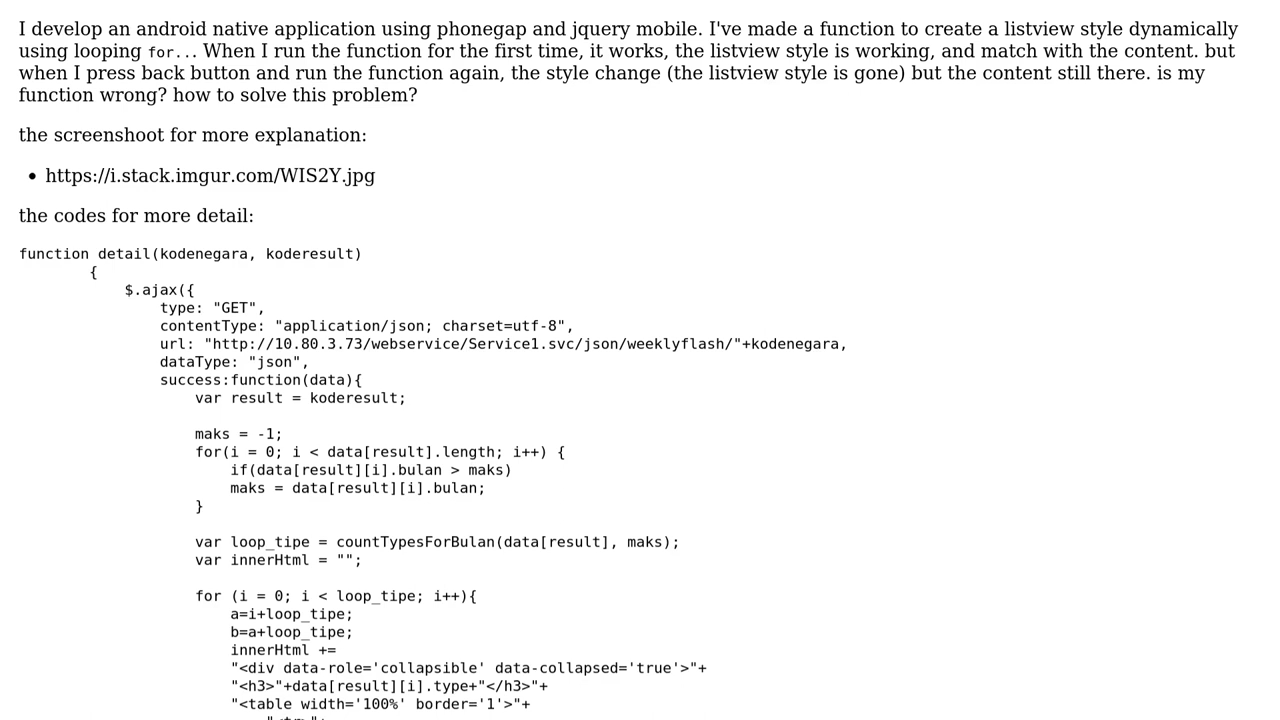 I develop an android native application using phonegap and jquery mobile. I've made a function to create a listview style dynamically
using looping for... When I run the function for the first time, it works, the listview style is working, and match with the content. but
when I press back button and run the function again, the style change (the listview style is gone) but the content still there. is my
function wrong? how to solve this problem?
the screenshoot for more explanation:
• https://i.stack.imgur.com/WIS2Y.jpg
the codes for more detail:
function detail(kodenegara, koderesult)
{
$.ajax({
type: "GET",
contentType: "application/json; charset=utf-8",
url: "http://10.80.3.73/webservice/Service1.svc/json/weeklyflash/"+kodenegara,
dataType: "json",
success:function(data){
var result = koderesult;
maks = -1;
for(i = 0; i < data[result].length; i++) {
if(data[result][i].bulan > maks)
maks = data[result][i].bulan;
}
var loop_tipe = countTypesForBulan(data[result], maks);
var innerHtml = "";
for (i = 0; i < loop_tipe; i++){
a=i+loop_tipe;
b=a+loop_tipe;
innerHtml +=
"<div data-role='collapsible' data-collapsed='true'>"+
"<h3>"+data[result][i].type+"</h3>"+
"<table width='100%' border='1'>"+